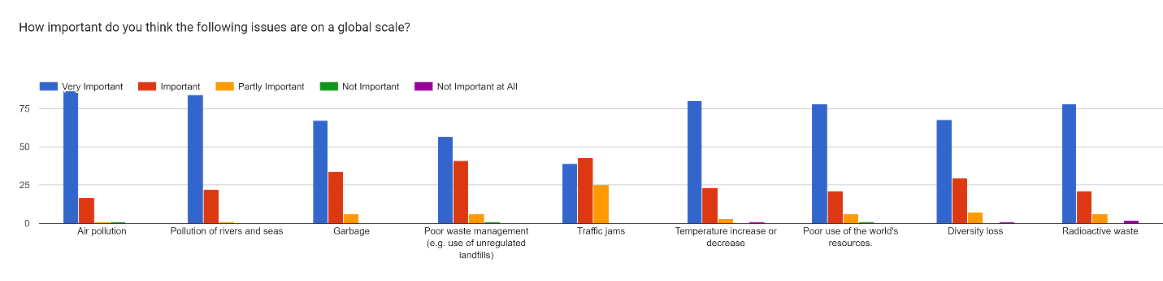 How important do you think the following issues are on a global scale?
Very Important Important Partly Important Not Important Not Important at All
75
50
25
0
Air pollution Pollution of rivers and seas Garbage Poor waste management Traffic jams Temperature increase or Poor use of the world's Diversity loss Radioactive waste
(e.g. use of unregulated decrease resources.
landfills)